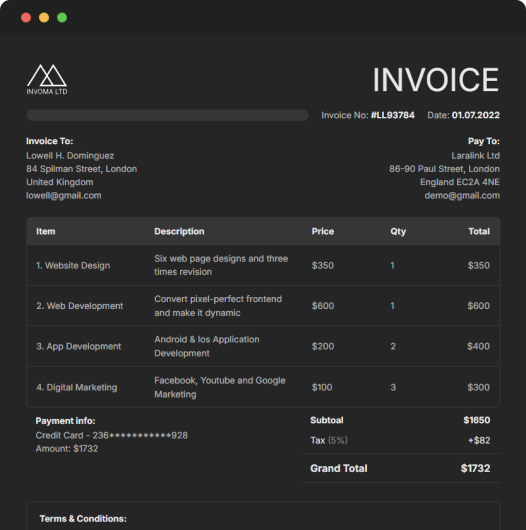 INVOMA LTD
INVOICE
Invoice No: #LL93784 Date: 01.07.2022
Invoice To:
Lowell H. Dominguez
84 Spilman Street, London
United Kingdom
lowell@gmail.com
Pay To:
Laralink Ltd
86-90 Paul Street, London
England EC2A 4NE
demo@gmail.com
Item Description Price Qty Total
1. Website Design Six web page designs and three times revision $350 1 $350
2. Web Development Convert pixel-perfect frontend and make it dynamic $600 1 $600
3. App Development Android & Ios Application Development $200 2 $400
4. Digital Marketing Facebook, Youtube and Google Marketing $100 3 $300
Payment info:
Credit Card - 236***********928
Amount: $1732
Subtoal $1650
Tax (5%) +$82
Grand Total $1732
Terms & Conditions: